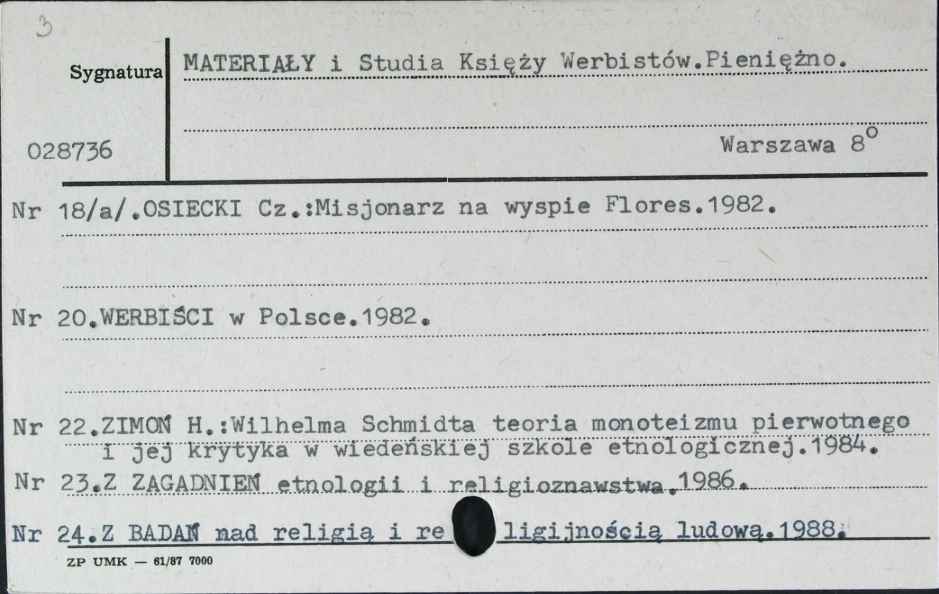 3
Sygnatura
MATERIAŁY i Studia Księży Werbistów.Pieniężno.
028736
Warszawa 8°
Nr 18/a/.OSIECKI Cz.:Misjonarz na wyspie Flores.1982.
Nr 20.WERBIŚCI w Polsce.1982.
Nr 22.ZIMOŃ H.:Wilhelma Schmidta teoria monoteizmu pierwotnego
i jej krytyka w wiedeńskiej szkole etnologicznej.1984.
Nr 23.Z ZAGADNIEŃ etnologii i religioznawstwa.1986.
Nr 24.Z BADAŃ nad religią i re ligijnością ludową.1988.
ZP UMK — 61/87 7000